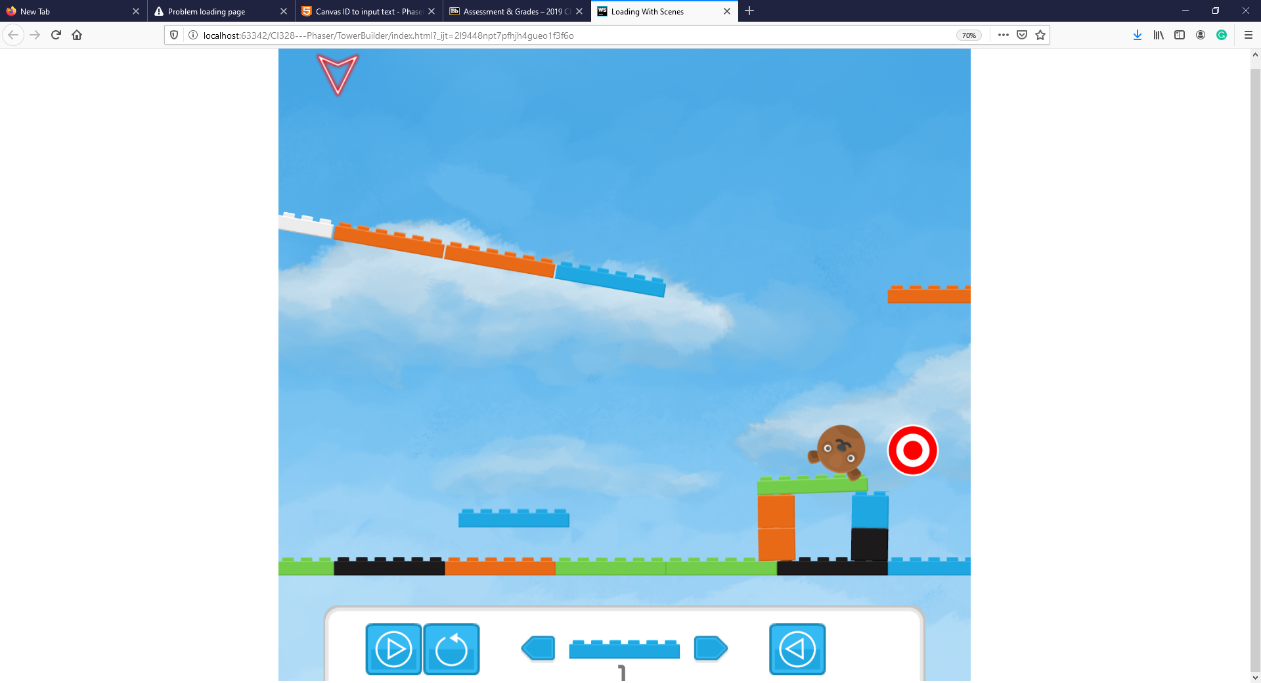 New Tab
Problem loading page
Canvas ID to input text - Phase
Assessment & Grades – 2019 CI
Loading With Scenes
localhost:63342/CI328---Phaser/TowerBuilder/index.html?_ijt=2l9448npt7pfhjh4gueo1f3f6o
70%